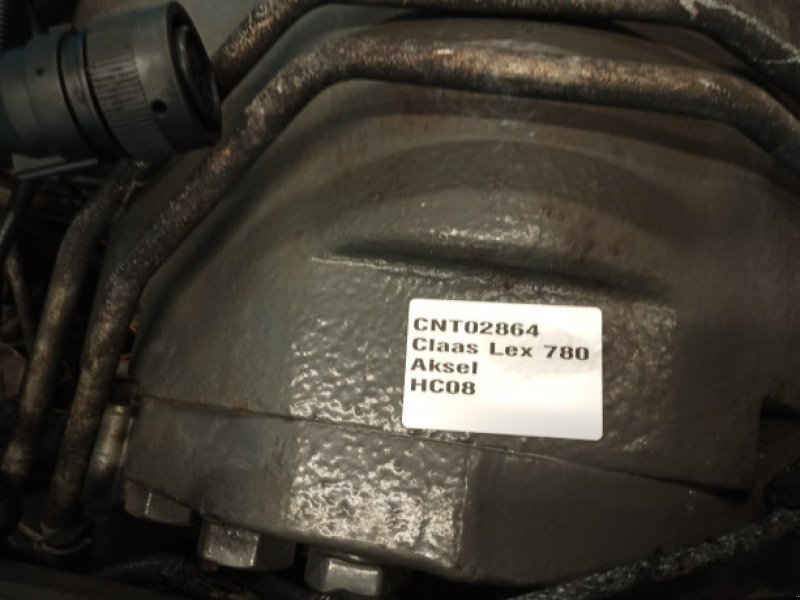 CNT02864
Claas Lex 780
Aksel
HC08